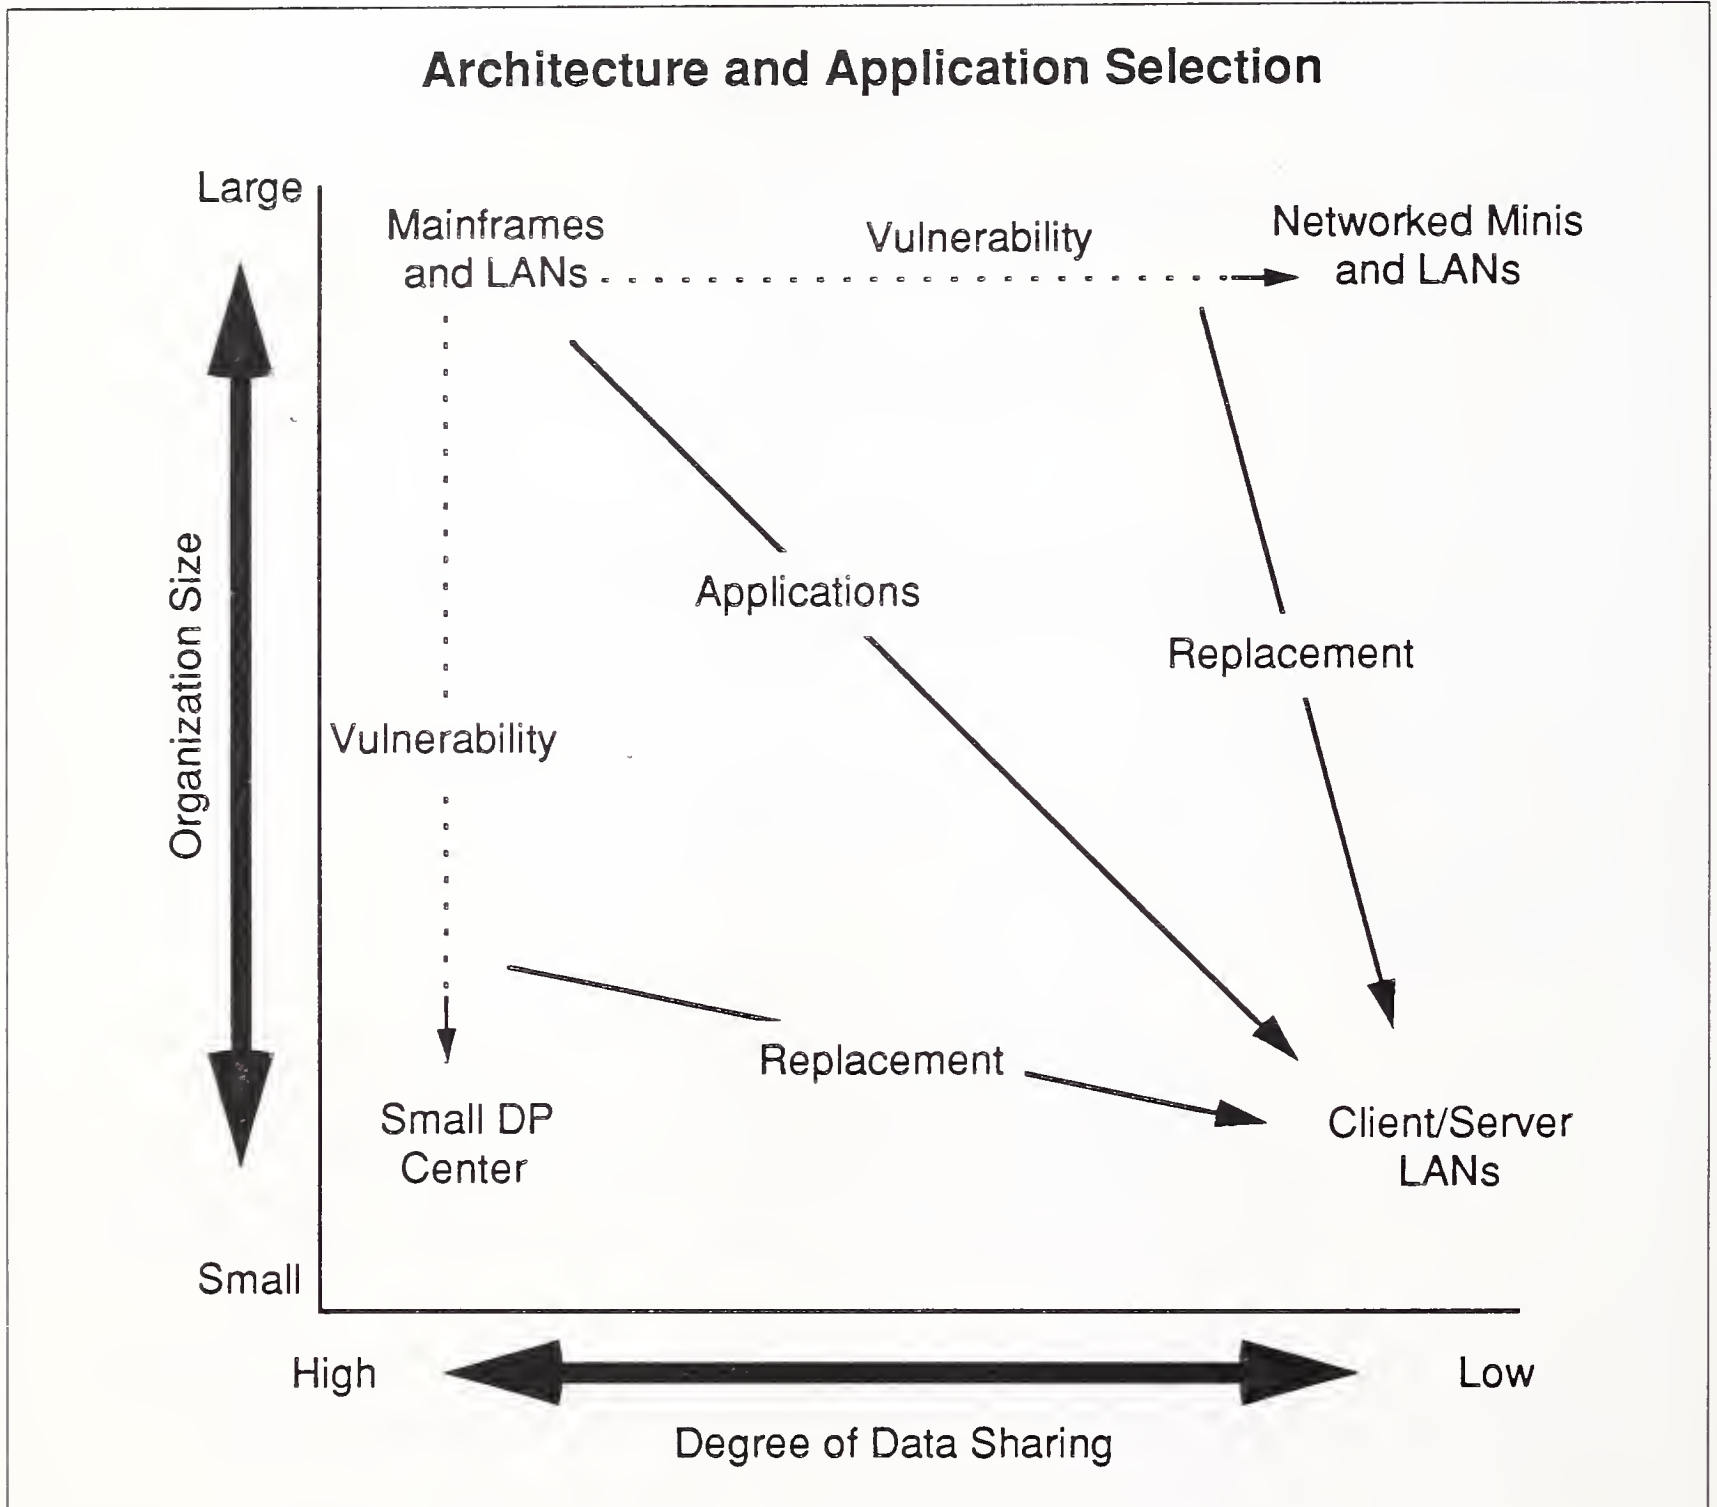 Architecture and Application Selection
Large
Mainframes
and LANs
Vulnerability
Networked Minis
and LANs
Organization Size
Applications
Replacement
Vulnerability
Replacement
Small DP
Center
Client/Server
LANs
Small
High
Low
Degree of Data Sharing